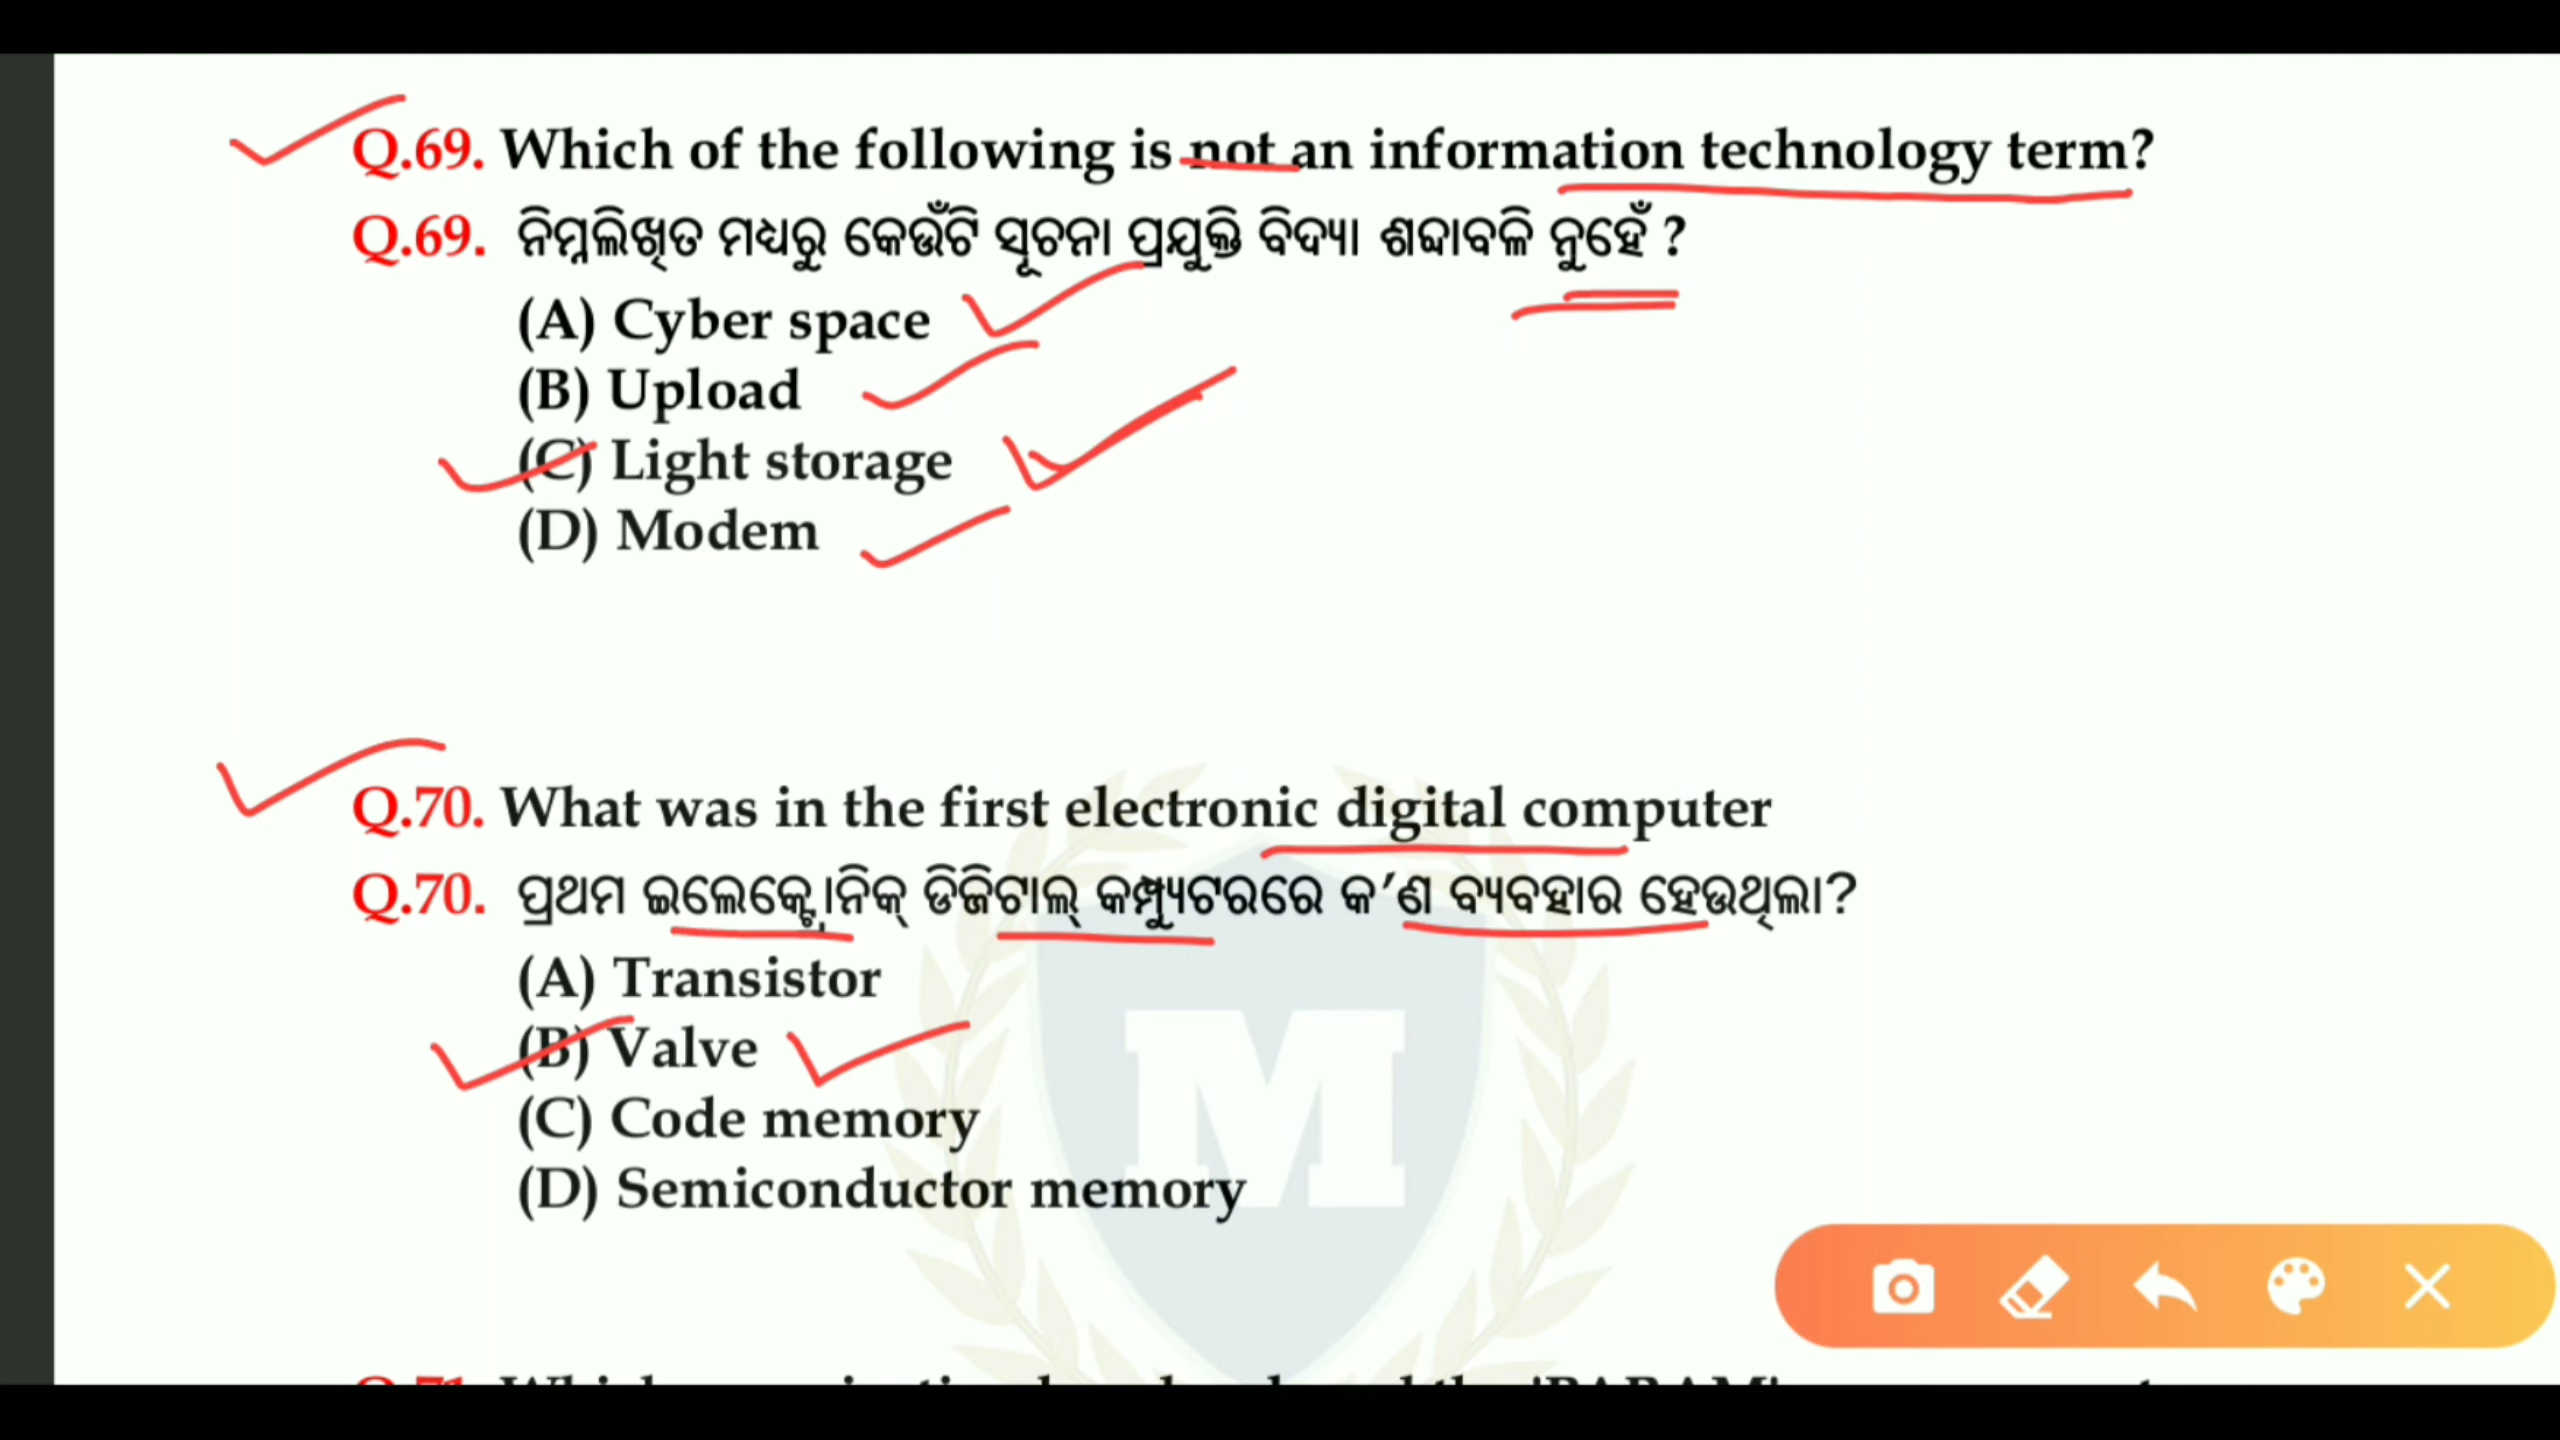 Q.69. Which of the following is not an information technology term?
Q.69. ନିମ୍ନଲିଖିତ ମଧ୍ୟରୁ କେଉଁଟି ସୂଚନା ପ୍ରଯୁକ୍ତି ବିଦ୍ୟା ଶବ୍ଦାବଳି ନୁହେଁ ?
(A) Cyber space
(B) Upload
(C) Light storage
(D) Modem
Q.70. What was in the first electronic digital computer
Q.70. ପ୍ରଥମ ଇଲେକ୍ଟ୍ରୋନିକ୍ ଡିଜିଟାଲ୍ କମ୍ପ୍ୟୁଟରରେ କ'ଣ ବ୍ୟବହାର ହେଉଥିଲା?
(A) Transistor
(B) Valve
(C) Code memory
(D) Semiconductor memory
M